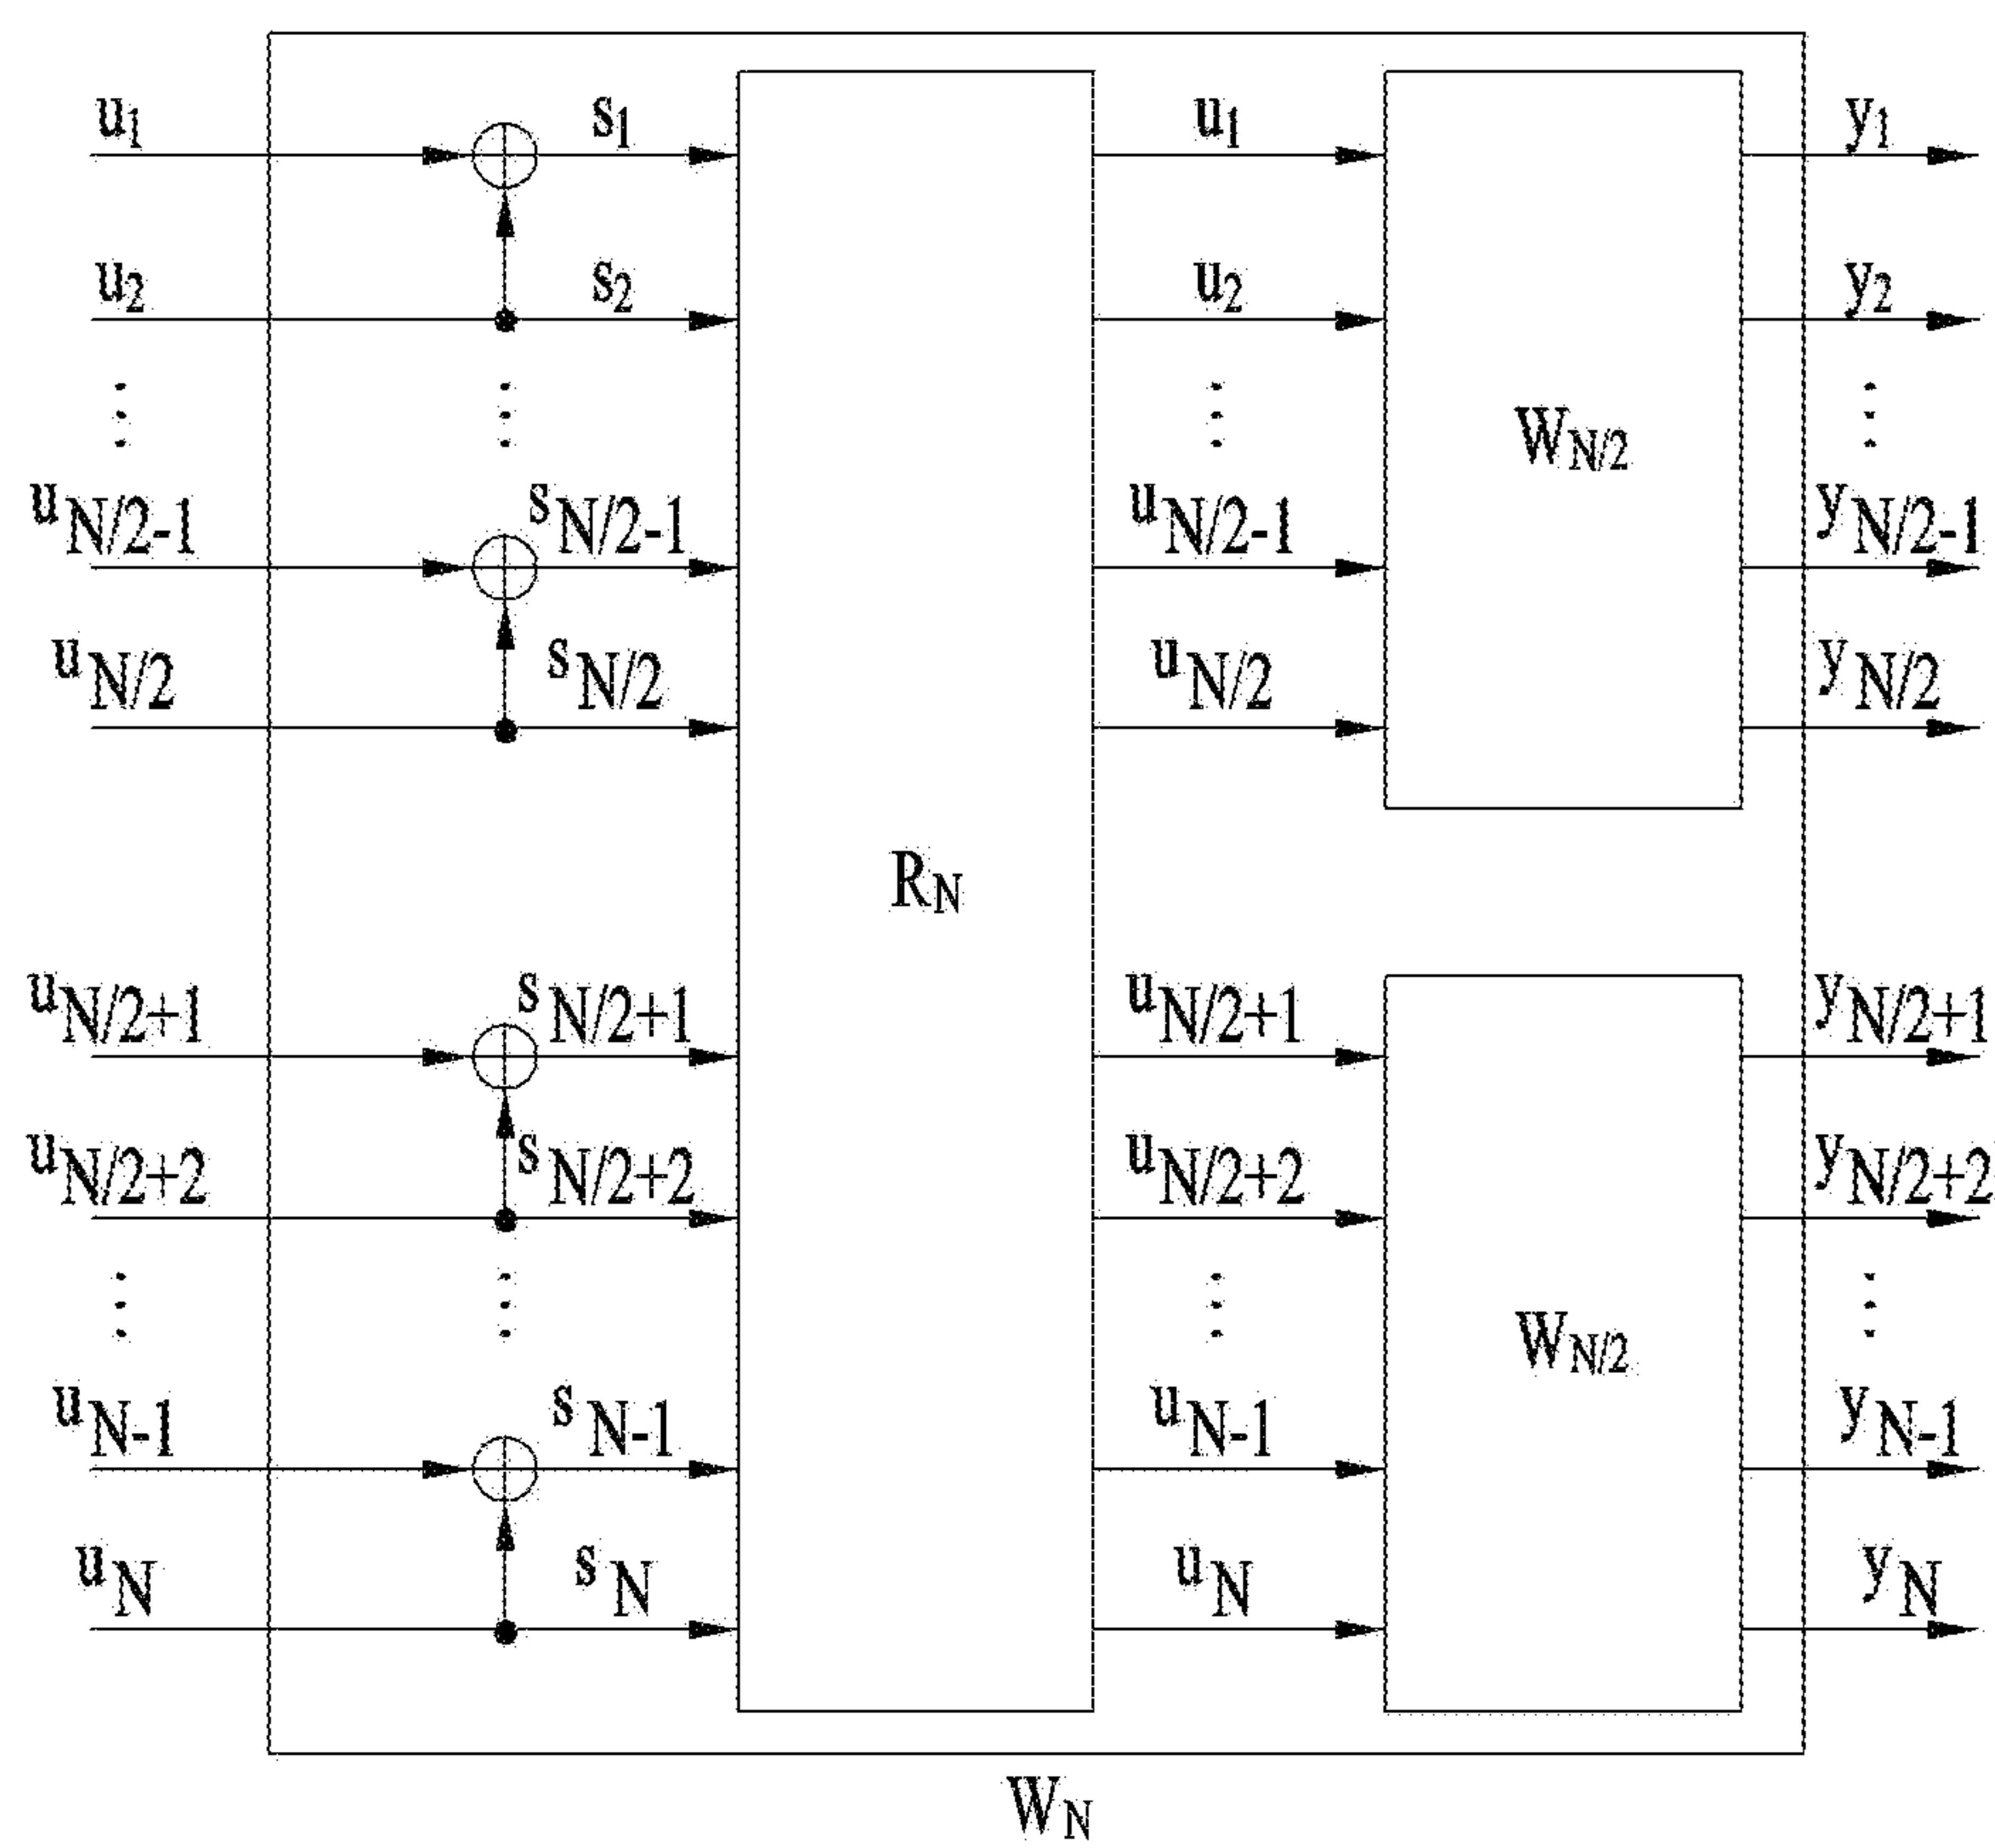 u1 s1 u1 y1
u2 s2 u2 y2
WN/2
uN/2-1 sN/2-1 uN/2-1 yN/2-1
uN/2 sN/2 uN/2 yN/2
RN
uN/2+1 sN/2+1 uN/2+1 yN/2+1
uN/2+2 sN/2+2 uN/2+2 yN/2+2
WN/2
uN-1 sN-1 uN-1 yN-1
uN sN uN yN
WN